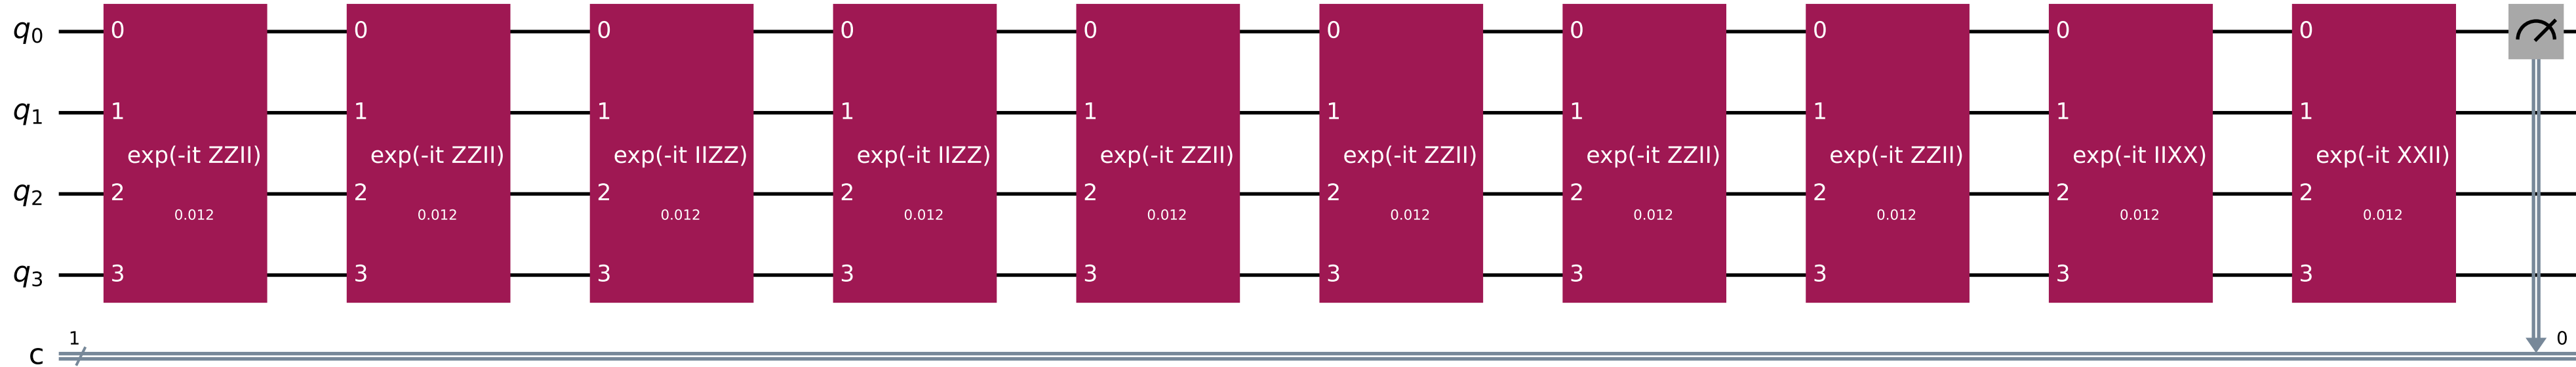 q0 0 0 0 0 0 0 0 0 0 0
q1 1 1 1 1 1 1 1 1 1 1
exp(-it ZZII) exp(-it ZZII) exp(-it IIZZ) exp(-it IIZZ) exp(-it ZZII) exp(-it ZZII) exp(-it ZZII) exp(-it ZZII) exp(-it IIXX) exp(-it XXII)
q2 2 2 2 2 2 2 2 2 2 2
0.012 0.012 0.012 0.012 0.012 0.012 0.012 0.012 0.012 0.012
q3 3 3 3 3 3 3 3 3 3 3
1 0
c